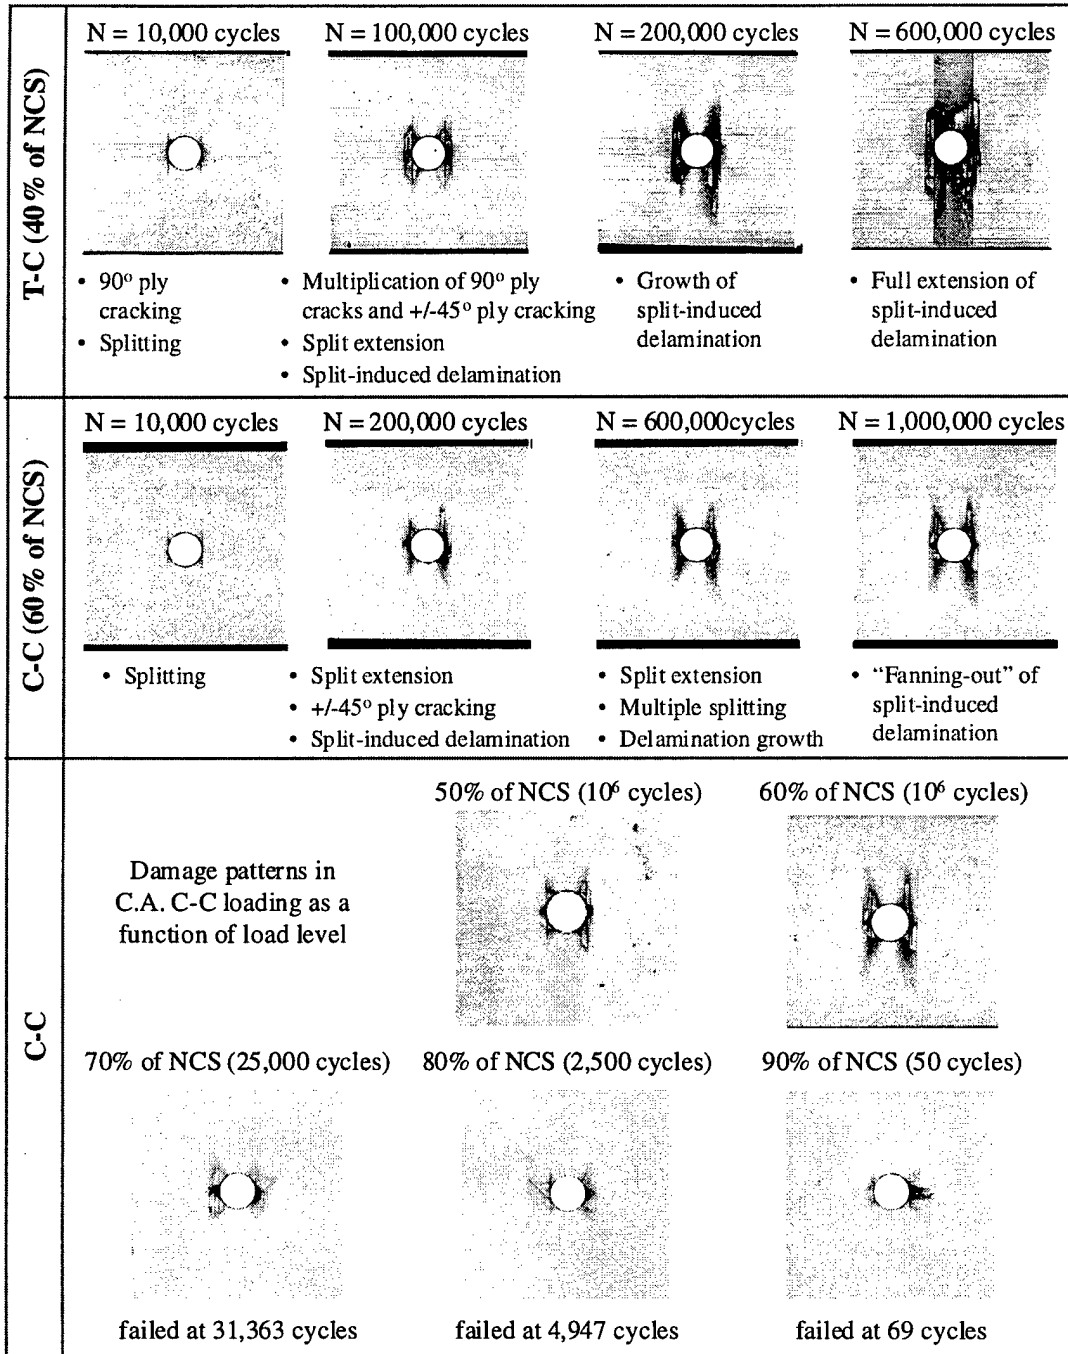 T-C (40% of NCS)
N = 10,000 cycles
N = 100,000 cycles
N = 200,000 cycles
N = 600,000 cycles
• 90º ply
cracking
• Splitting
• Multiplication of 90º ply
cracks and +/-45º ply cracking
• Split extension
• Split-induced delamination
• Growth of
split-induced
delamination
• Full extension of
split-induced
delamination
C-C (60% of NCS)
N = 10,000 cycles
N = 200,000 cycles
N = 600,000cycles
N = 1,000,000 cycles
• Splitting
• Split extension
• +/-45º ply cracking
• Split-induced delamination
• Split extension
• Multiple splitting
• Delamination growth
• “Fanning-out” of
split-induced
delamination
C-C
Damage patterns in
C.A. C-C loading as a
function of load level
50% of NCS (10⁶ cycles)
60% of NCS (10⁶ cycles)
70% of NCS (25,000 cycles)
80% of NCS (2,500 cycles)
90% of NCS (50 cycles)
failed at 31,363 cycles
failed at 4,947 cycles
failed at 69 cycles